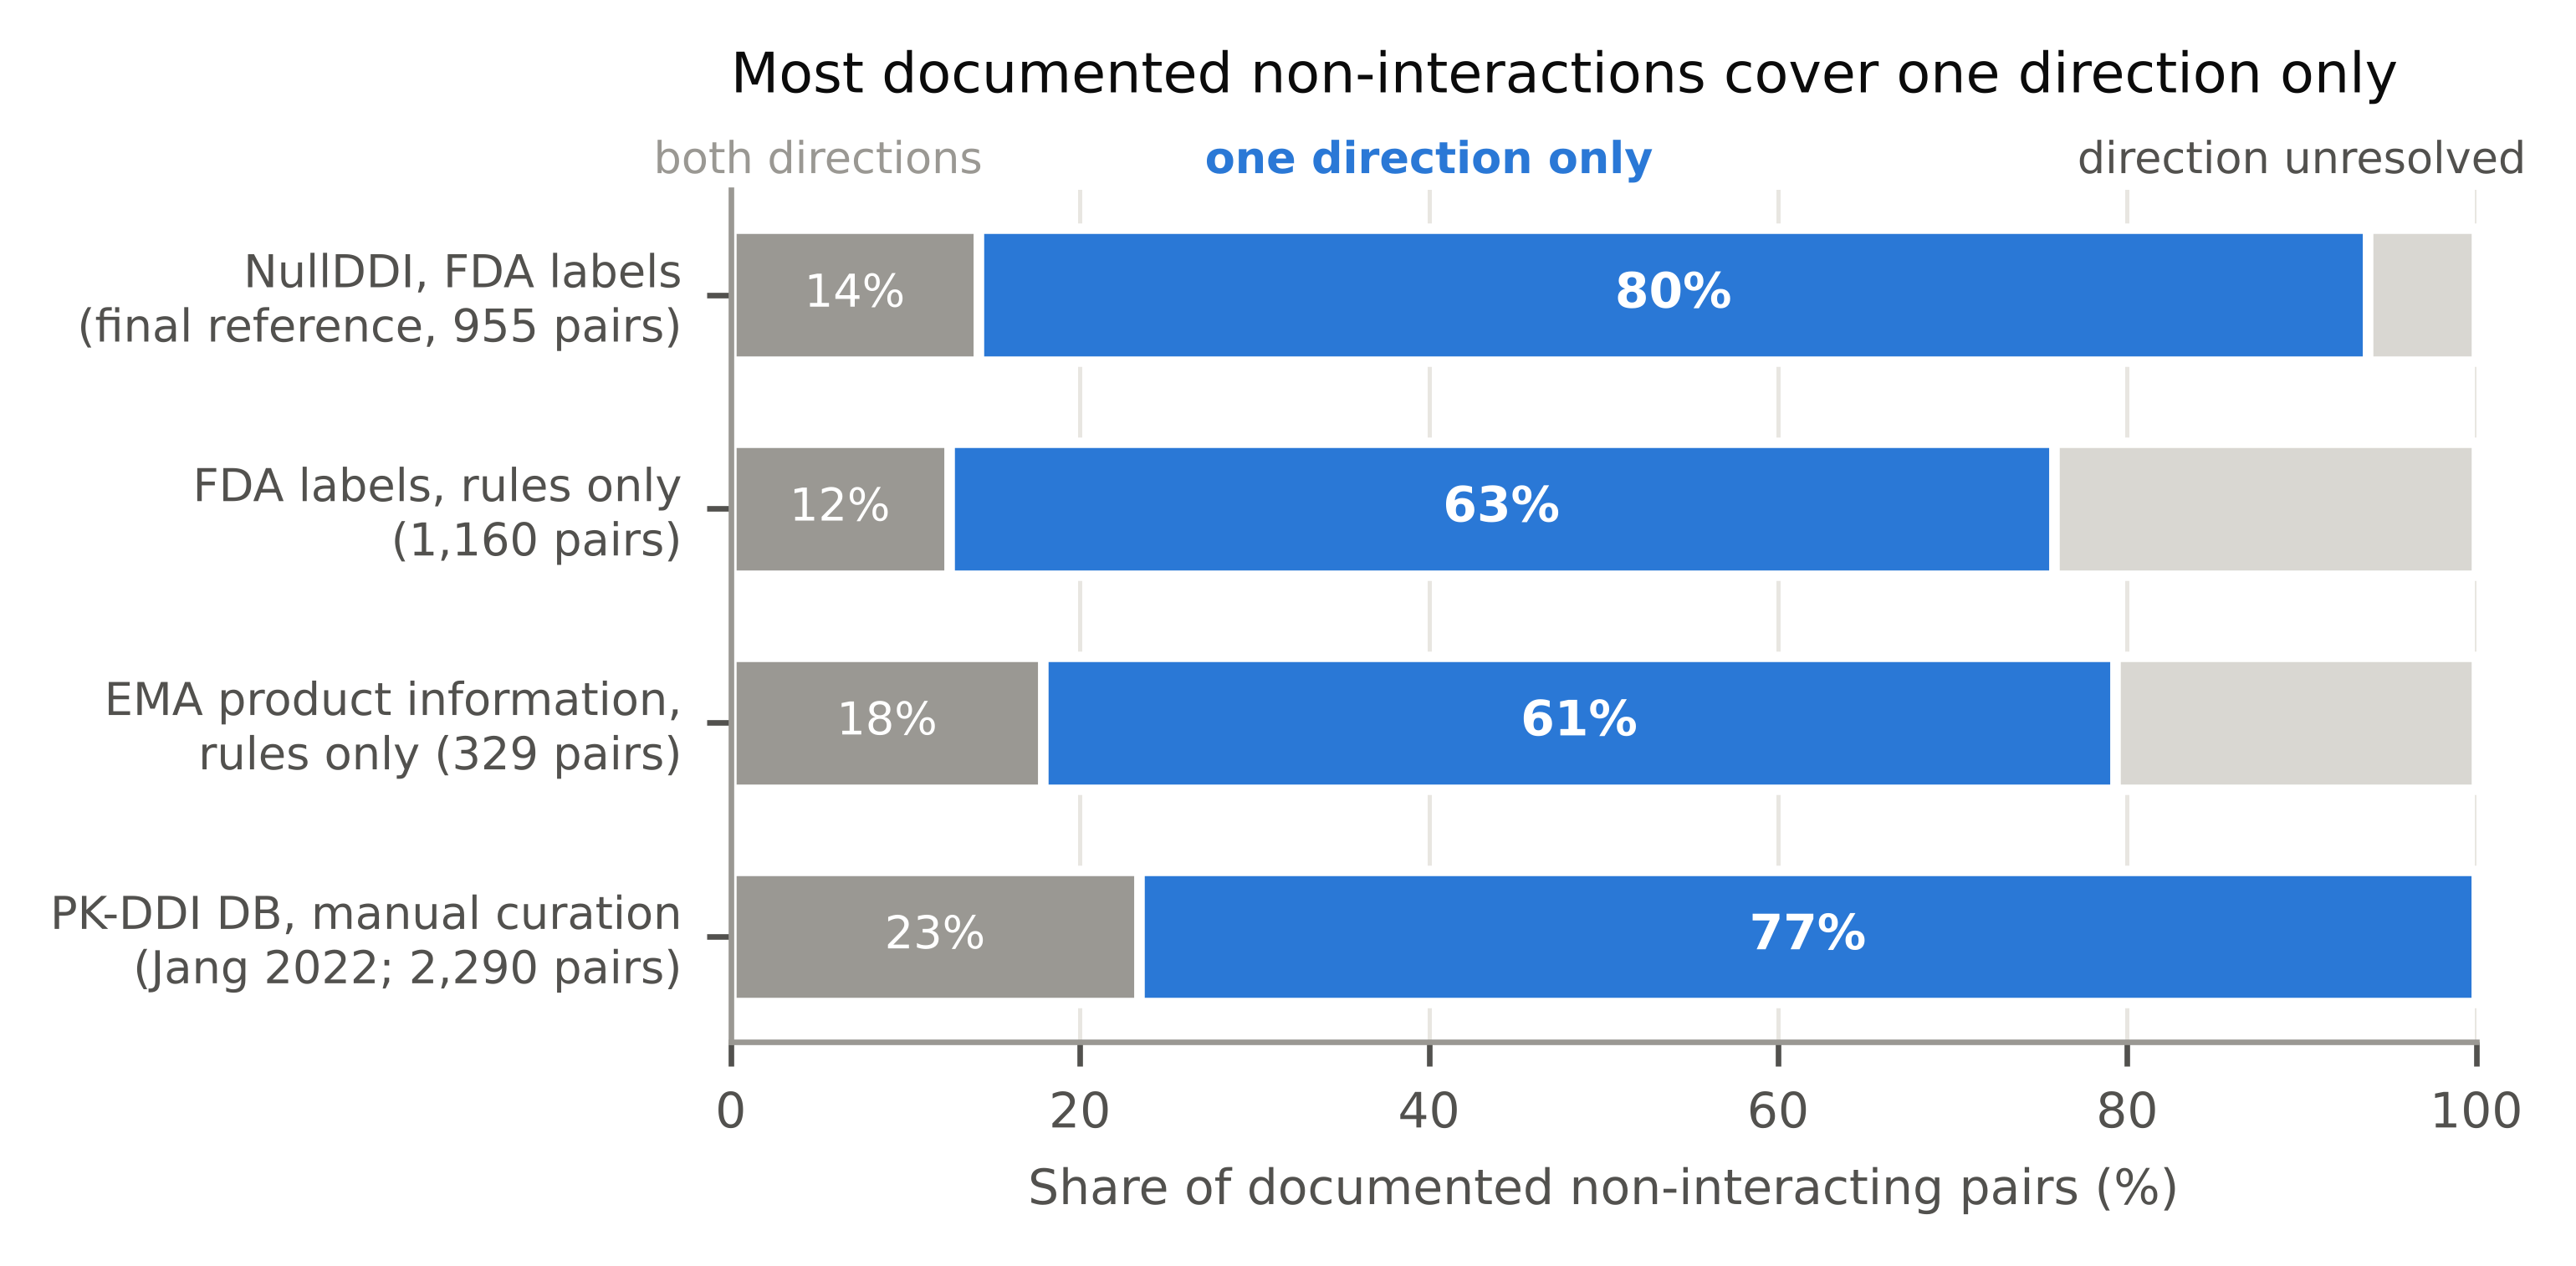 Most documented non-interactions cover one direction only
both directions one direction only direction unresolved
NullDDI, FDA labels
(final reference, 955 pairs)
14% 80%
FDA labels, rules only
(1,160 pairs)
12% 63%
EMA product information,
rules only (329 pairs)
18% 61%
PK-DDI DB, manual curation
(Jang 2022; 2,290 pairs)
23% 77%
0 20 40 60 80 100
Share of documented non-interacting pairs (%)